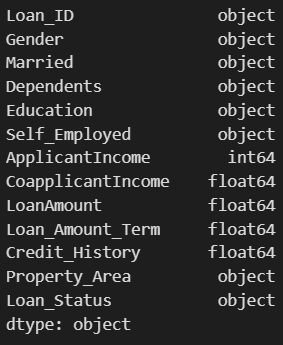 Loan_ID object
Gender object
Married object
Dependents object
Education object
Self_Employed object
ApplicantIncome int64
CoapplicantIncome float64
LoanAmount float64
Loan_Amount_Term float64
Credit_History float64
Property_Area object
Loan_Status object
dtype: object